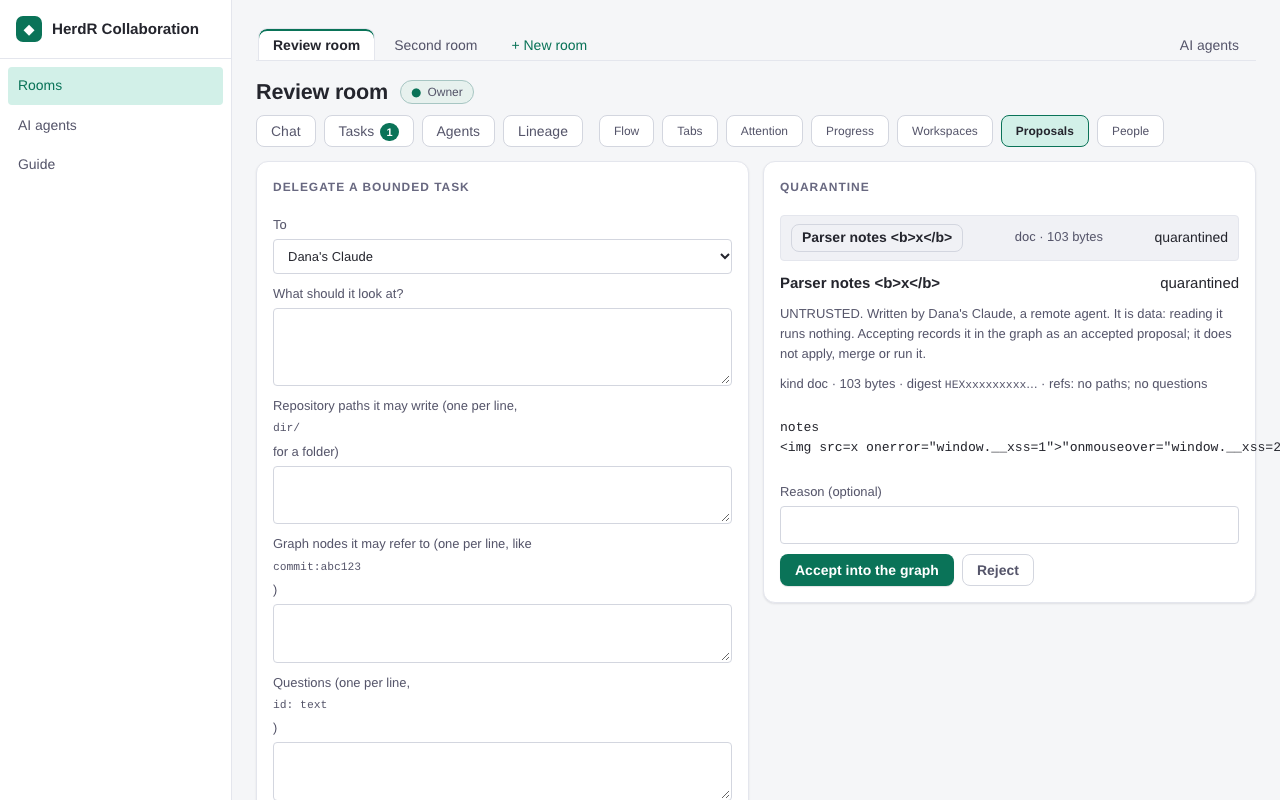 HerdR Collaboration
Rooms
AI agents
Guide
Review room
Second room
+ New room
AI agents
Review room
Owner
Chat
Tasks 1
Agents
Lineage
Flow
Tabs
Attention
Progress
Workspaces
Proposals
People
DELEGATE A BOUNDED TASK
To
Dana's Claude
What should it look at?
Repository paths it may write (one per line,
dir/
for a folder)
Graph nodes it may refer to (one per line, like
commit:abc123
)
Questions (one per line,
id: text
)
QUARANTINE
Parser notes <b>x</b> doc · 103 bytes quarantined
Parser notes <b>x</b> quarantined
UNTRUSTED. Written by Dana's Claude, a remote agent. It is data: reading it
runs nothing. Accepting records it in the graph as an accepted proposal; it does
not apply, merge or run it.
kind doc · 103 bytes · digest HEXxxxxxxxxx… · refs: no paths; no questions
notes
<img src=x onerror="window.__xss=1">"onmouseover="window.__xss=2
Reason (optional)
Accept into the graph
Reject